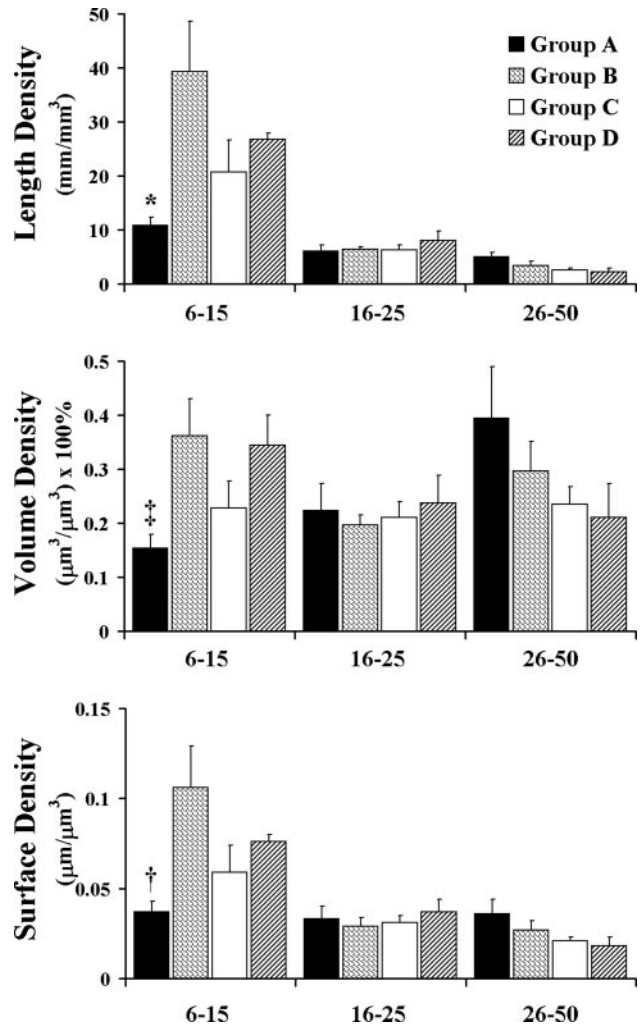 Length Density
(mm/mm³)
50
40
30
20
10
0
*
Group A
Group B
Group C
Group D
6-15 16-25 26-50
Volume Density
(μm³/μm³) x 100%
0.5
0.4
0.3
0.2
0.1
0
‡
6-15 16-25 26-50
Surface Density
(μm/μm³)
0.15
0.1
0.05
0
†
6-15 16-25 26-50